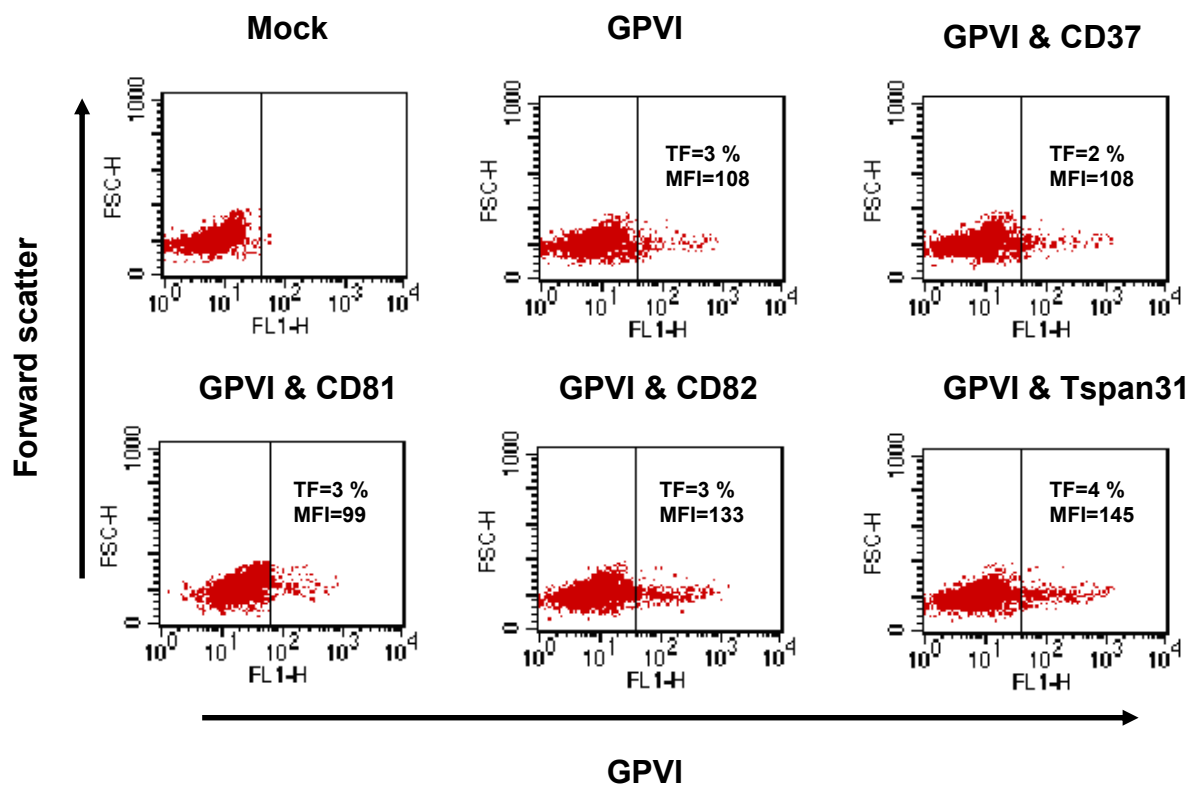 Mock
GPVI
GPVI & CD37
1000
0
FSC-H
10^0 10^1 10^2 10^3 10^4
FL1-H
1000
0
FSC-H
TF=3 %
MFI=108
10^0 10^1 10^2 10^3 10^4
FL1-H
1000
0
FSC-H
TF=2 %
MFI=108
10^0 10^1 10^2 10^3 10^4
FL1-H
Forward scatter
GPVI & CD81
GPVI & CD82
GPVI & Tspan31
1000
0
FSC-H
TF=3 %
MFI=99
10^0 10^1 10^2 10^3 10^4
FL1-H
1000
0
FSC-H
TF=3 %
MFI=133
10^0 10^1 10^2 10^3 10^4
FL1-H
1000
0
FSC-H
TF=4 %
MFI=145
10^0 10^1 10^2 10^3 10^4
FL1-H
GPVI